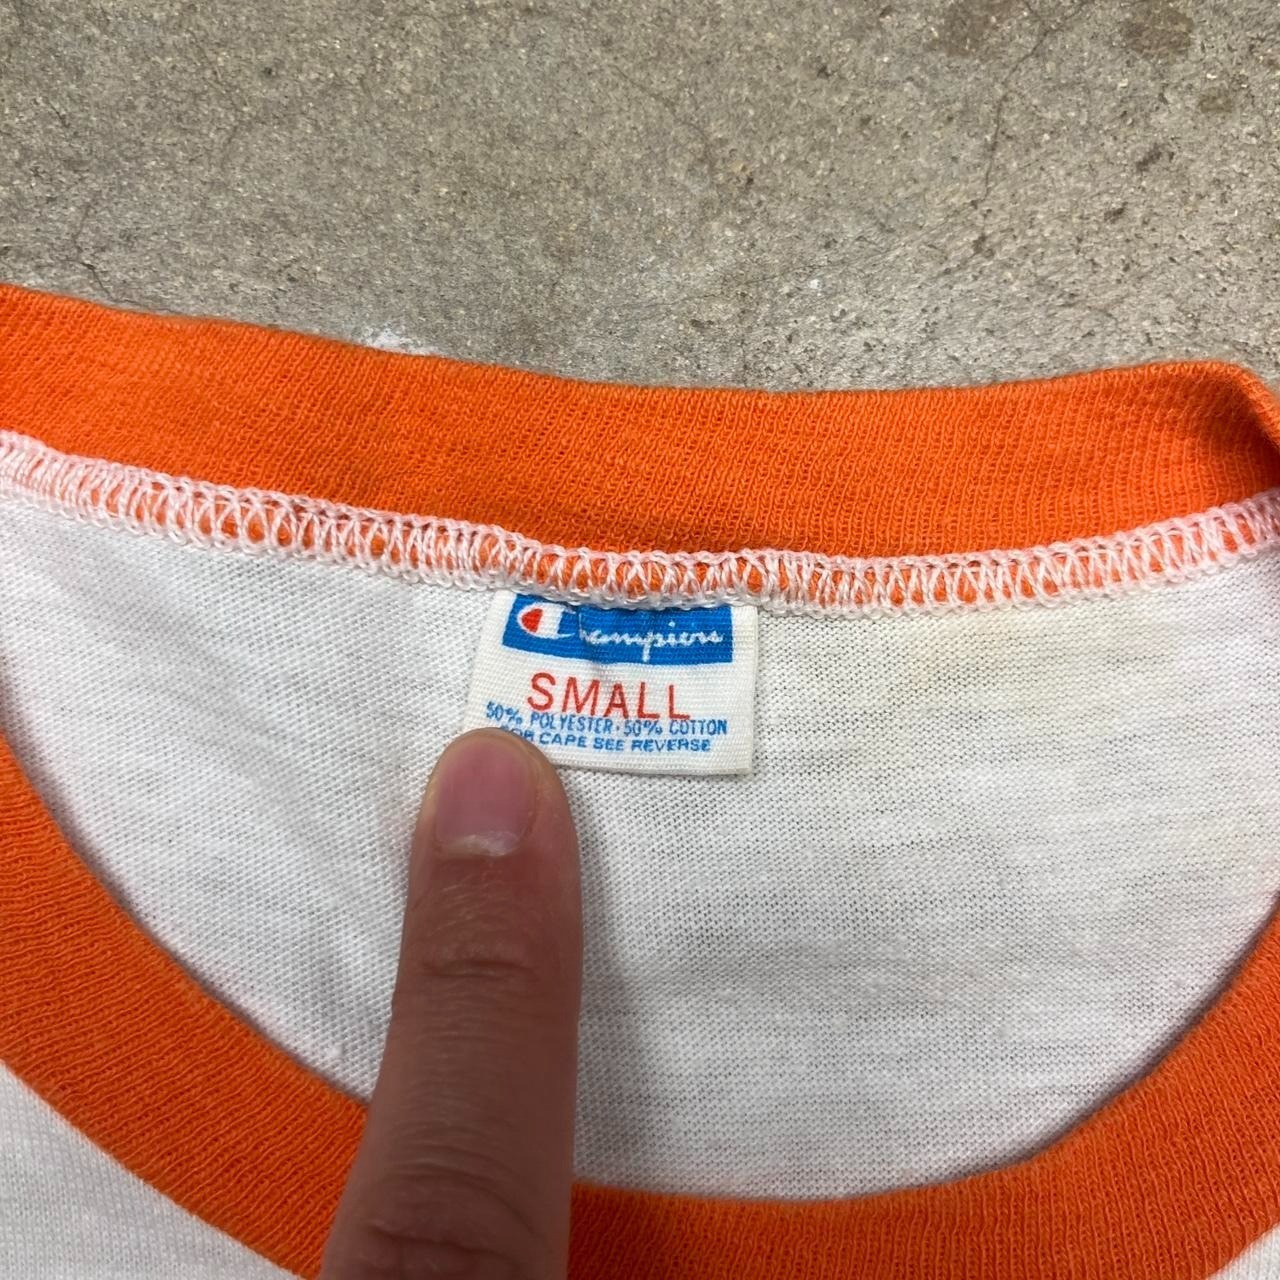 Champion
SMALL
50% POLYESTER·50% COTTON
FOR CARE SEE REVERSE